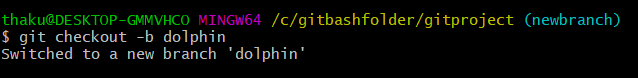 thaku@DESKTOP-GMMVHCO MINGW64 /c/gitbashfolder/gitproject (newbranch)
$ git checkout -b dolphin
Switched to a new branch 'dolphin'